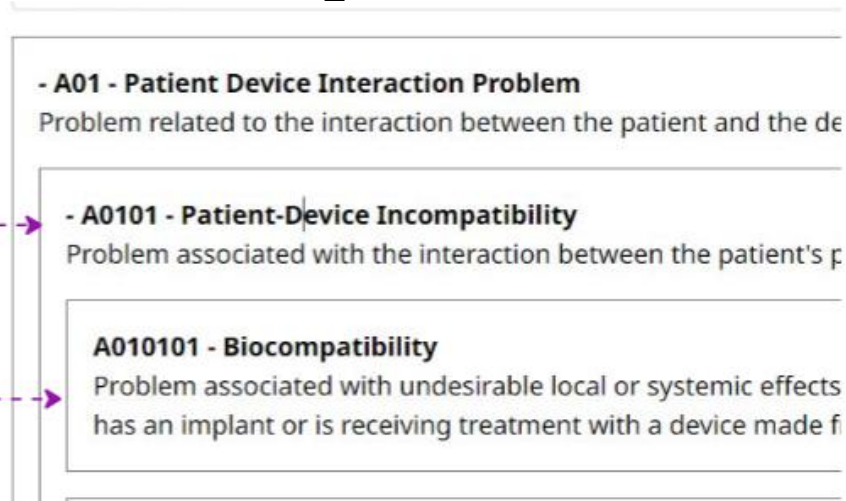 - A01 - Patient Device Interaction Problem
Problem related to the interaction between the patient and the de
- A0101 - Patient-Device Incompatibility
Problem associated with the interaction between the patient's p
A010101 - Biocompatibility
Problem associated with undesirable local or systemic effects
has an implant or is receiving treatment with a device made f